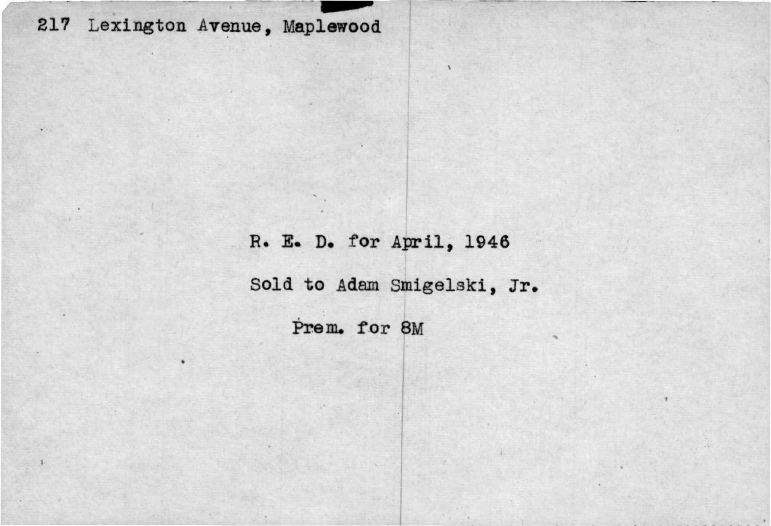 217 Lexington Avenue, Maplewood
R. E. D. for April, 1946
Sold to Adam Smigelski, Jr.
Prem. for 8M